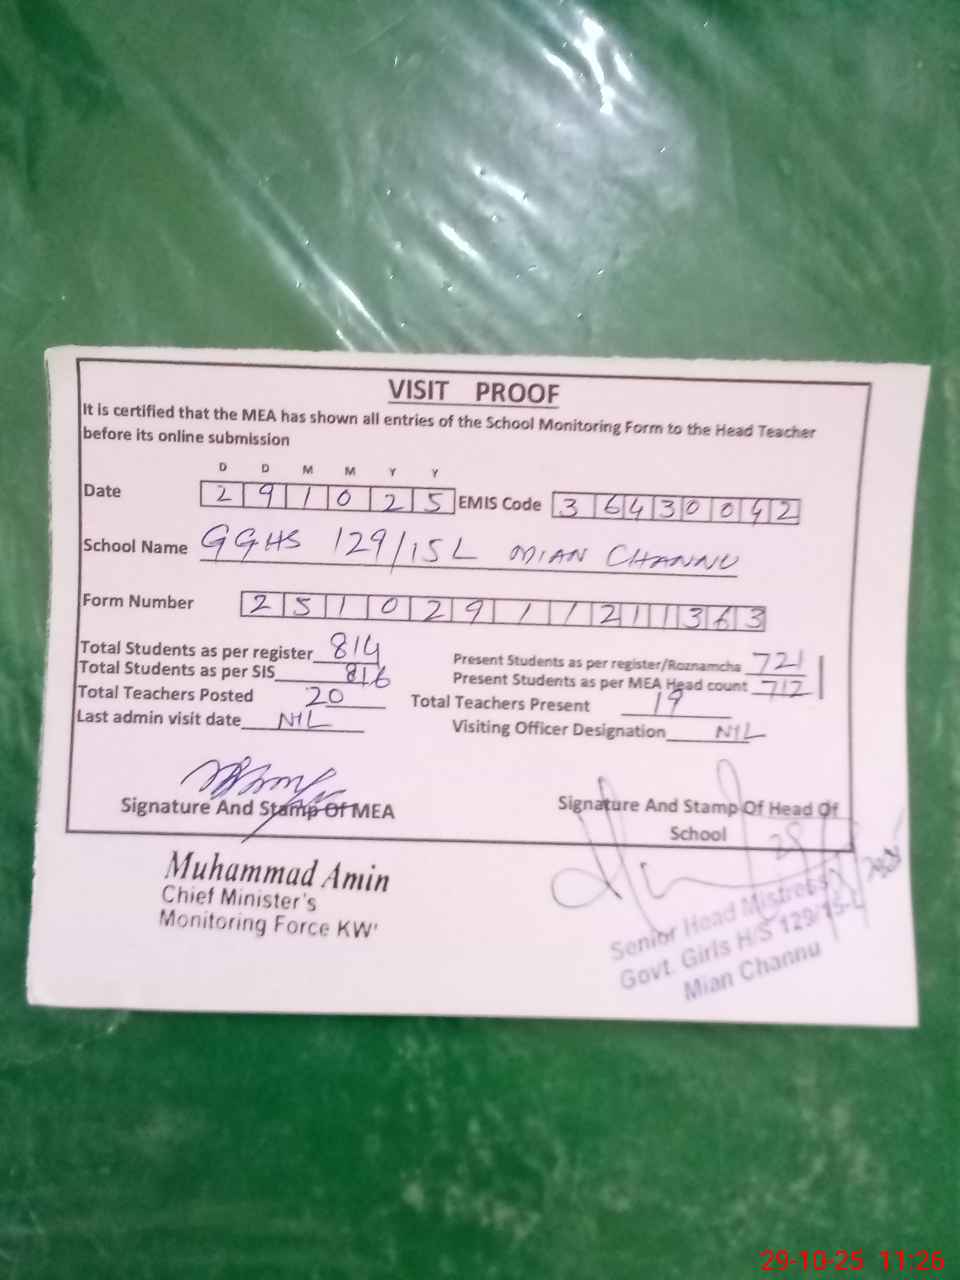 VISIT PROOF
It is certified that the MEA has shown all entries of the School Monitoring Form to the Head Teacher
before its online submission
D D M M Y Y
Date 2 9 1 0 2 5 EMIS Code 3 6 4 3 0 0 4 2
School Name GGHS 129/15L MIAN CHANNU
Form Number 2 5 1 0 2 9 1 1 2 1 1 3 6 3
Total Students as per register 814 Present Students as per register/Roznamcha 721
Total Students as per SIS 816 Present Students as per MEA Head count 712
Total Teachers Posted 20 Total Teachers Present 19
Last admin visit date NIL Visiting Officer Designation NIL
Signature And Stamp Of MEA Signature And Stamp Of Head Of
School
Muhammad Amin
Chief Minister's
Monitoring Force KW'
Senior Head Mistress
Govt. Girls H/S 129/15-L
Mian Channu
29-10-25 11:26